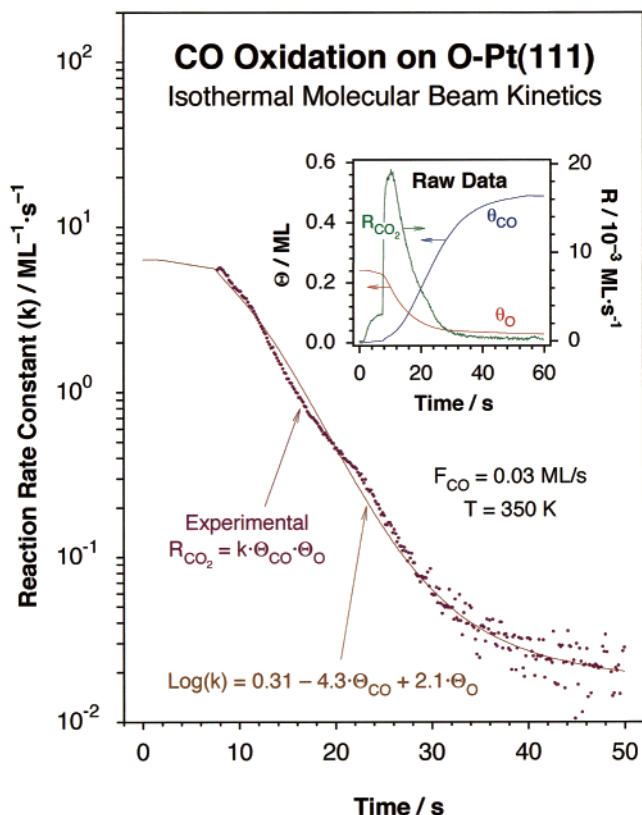 CO Oxidation on O-Pt(111)
Isothermal Molecular Beam Kinetics
Reaction Rate Constant (k) / ML⁻¹·s⁻¹
10²
10¹
10⁰
10⁻¹
10⁻²
Raw Data
Θ / ML
0.6
0.4
0.2
0.0
R_CO₂
θ_CO
θ_O
R / 10⁻³ ML·s⁻¹
20
10
0
0 20 40 60
Time / s
F_CO = 0.03 ML/s
T = 350 K
Experimental
R_CO₂ = k·Θ_CO·Θ_O
Log(k) = 0.31 − 4.3·Θ_CO + 2.1·Θ_O
0 10 20 30 40 50
Time / s